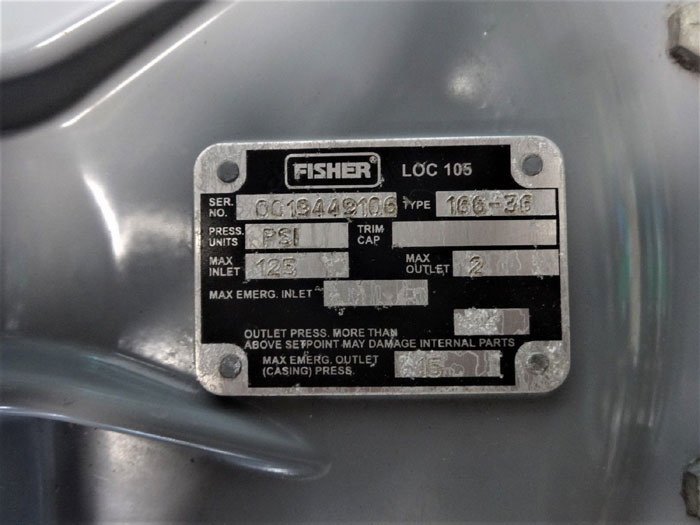 FISHER® LOC 105
SER. NO. 0019449106 TYPE 166-36
PRESS. UNITS PSI TRIM CAP
MAX INLET 125 MAX OUTLET 2
MAX EMERG. INLET
OUTLET PRESS. MORE THAN
ABOVE SETPOINT MAY DAMAGE INTERNAL PARTS
MAX EMERG. OUTLET (CASING) PRESS. 15